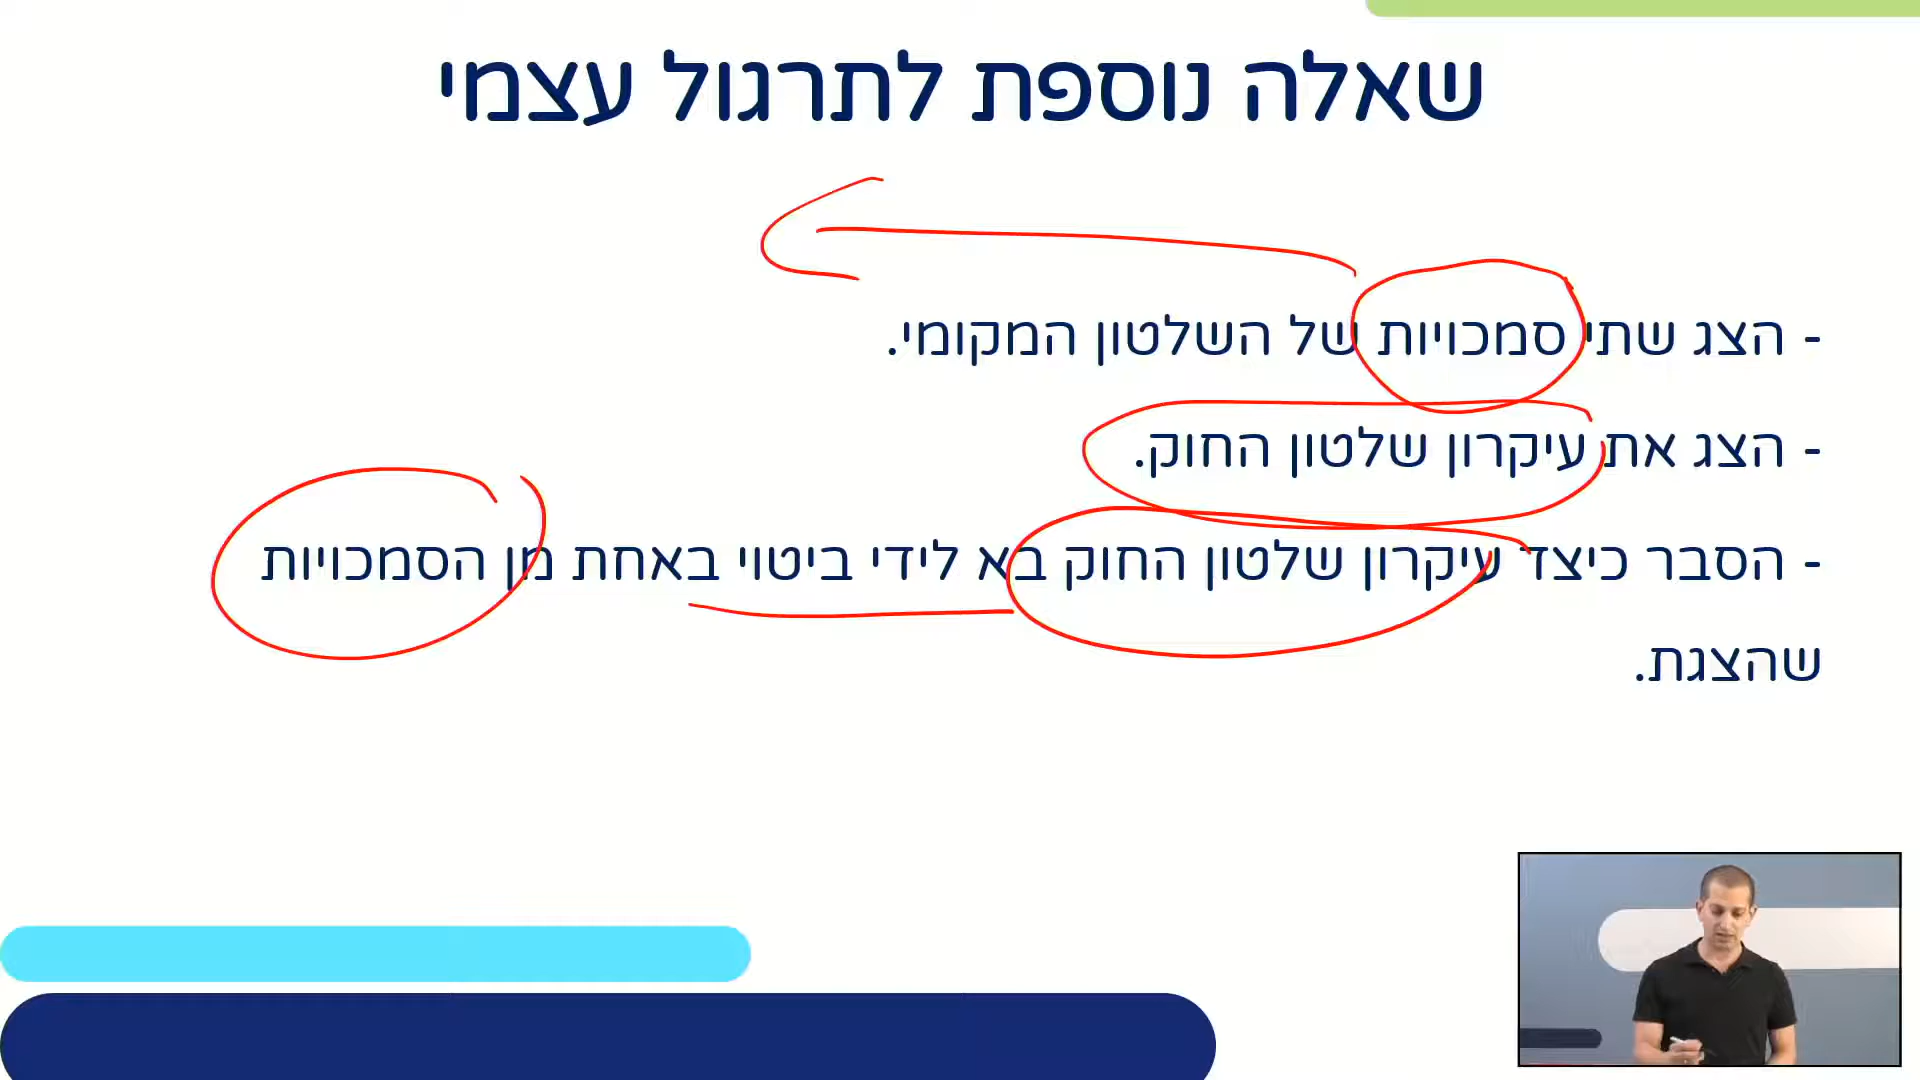 שאלה נוספת לתרגול עצמי
- הצג שתי סמכויות של השלטון המקומי.
- הצג את עיקרון שלטון החוק.
- הסבר כיצד עיקרון שלטון החוק בא לידי ביטוי באחת מן הסמכויות
שהצגת.